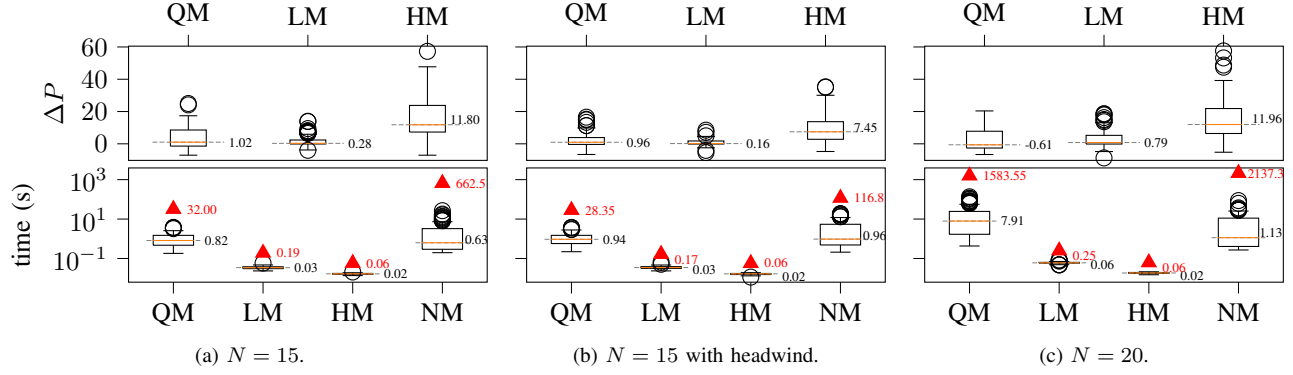 QM LM HM QM LM HM QM LM HM
60
40
20
0
ΔP
1.02 0.28 11.80
0.96 0.16 7.45
-0.61 0.79 11.96
10³
10¹
10⁻¹
time (s)
32.00 0.82 0.19 0.03 0.06 0.02 662.5 0.63
28.35 0.94 0.17 0.03 0.06 0.02 116.8 0.96
1583.55 7.91 0.25 0.06 0.06 0.02 2137.3 1.13
QM LM HM NM QM LM HM NM QM LM HM NM
(a) N = 15.
(b) N = 15 with headwind.
(c) N = 20.